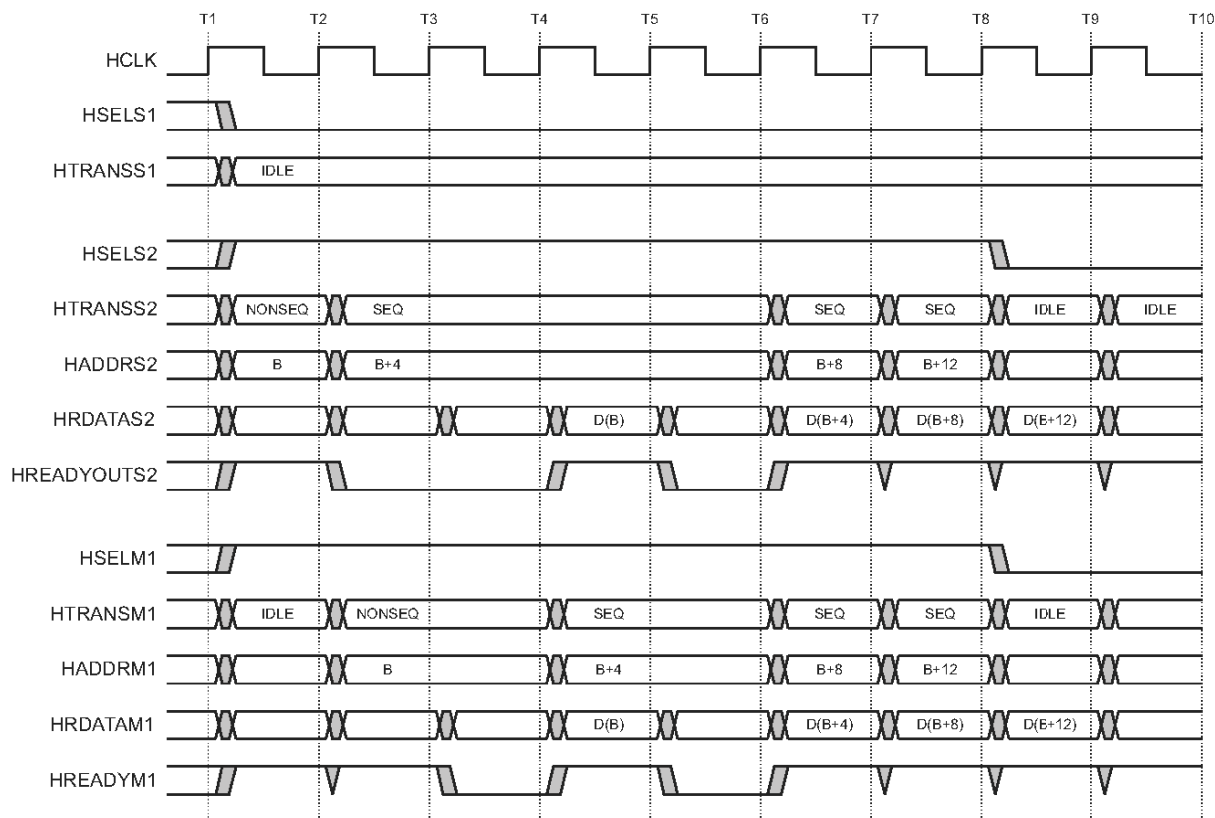 T1 T2 T3 T4 T5 T6 T7 T8 T9 T10
HCLK
HSELS1
HTRANSS1 IDLE
HSELS2
HTRANSS2 NONSEQ SEQ SEQ SEQ IDLE IDLE
HADDRS2 B B+4 B+8 B+12
HRDATAS2 D(B) D(B+4) D(B+8) D(B+12)
HREADYOUTS2
HSELM1
HTRANSM1 IDLE NONSEQ SEQ SEQ SEQ IDLE
HADDRM1 B B+4 B+8 B+12
HRDATAM1 D(B) D(B+4) D(B+8) D(B+12)
HREADYM1